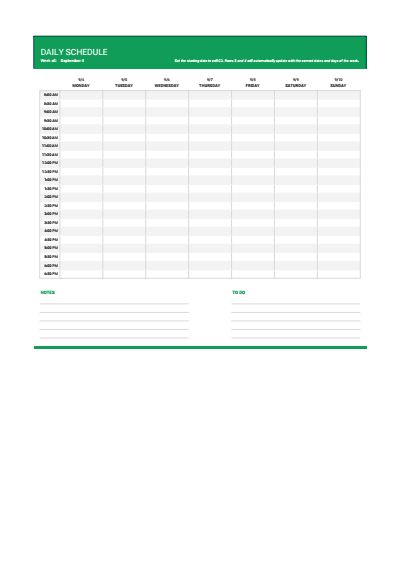 DAILY SCHEDULE
Week of: September 4 Set the starting date in cell C2. Rows 3 and 4 will automatically update with the correct dates and days of the week.
9/4 9/5 9/6 9/7 9/8 9/9 9/10
MONDAY TUESDAY WEDNESDAY THURSDAY FRIDAY SATURDAY SUNDAY
8:00 AM
8:30 AM
9:00 AM
9:30 AM
10:00 AM
10:30 AM
11:00 AM
11:30 AM
12:00 PM
12:30 PM
1:00 PM
1:30 PM
2:00 PM
2:30 PM
3:00 PM
3:30 PM
4:00 PM
4:30 PM
5:00 PM
5:30 PM
6:00 PM
6:30 PM
NOTES TO DO